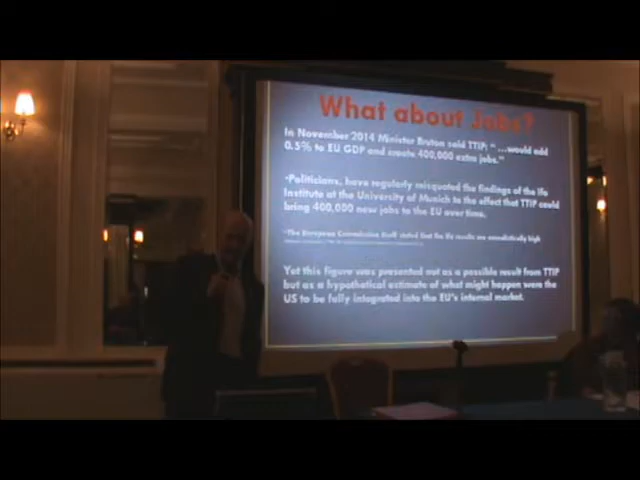 What about Jobs?
In November 2014 Minister Bruton said TTIP; "...would add
0.5% to EU GDP and create 400,000 extra jobs."
•Politicians, have regularly misquoted the findings of the ifo
Institute at the University of Munich to the effect that TTIP could
bring 400,000 new jobs to the EU over time.
•The European Commission itself stated that the ifo results are unrealistically high
Yet this figure was presented not as a possible result from TTIP
but as a hypothetical estimate of what might happen were the
US to be fully integrated into the EU's internal market.